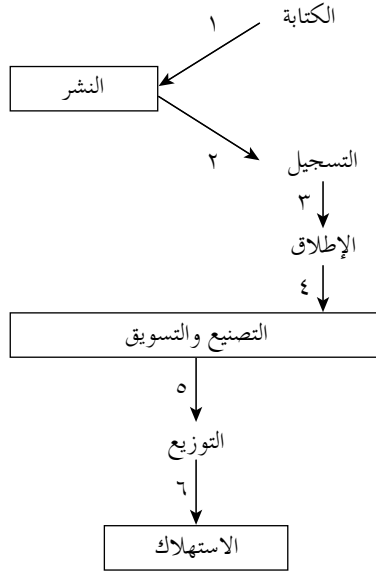 الكتابة
١
النشر
٢
التسجيل
٣
الإطلاق
٤
التصنيع والتسويق
٥
التوزيع
٦
الاستهلاك